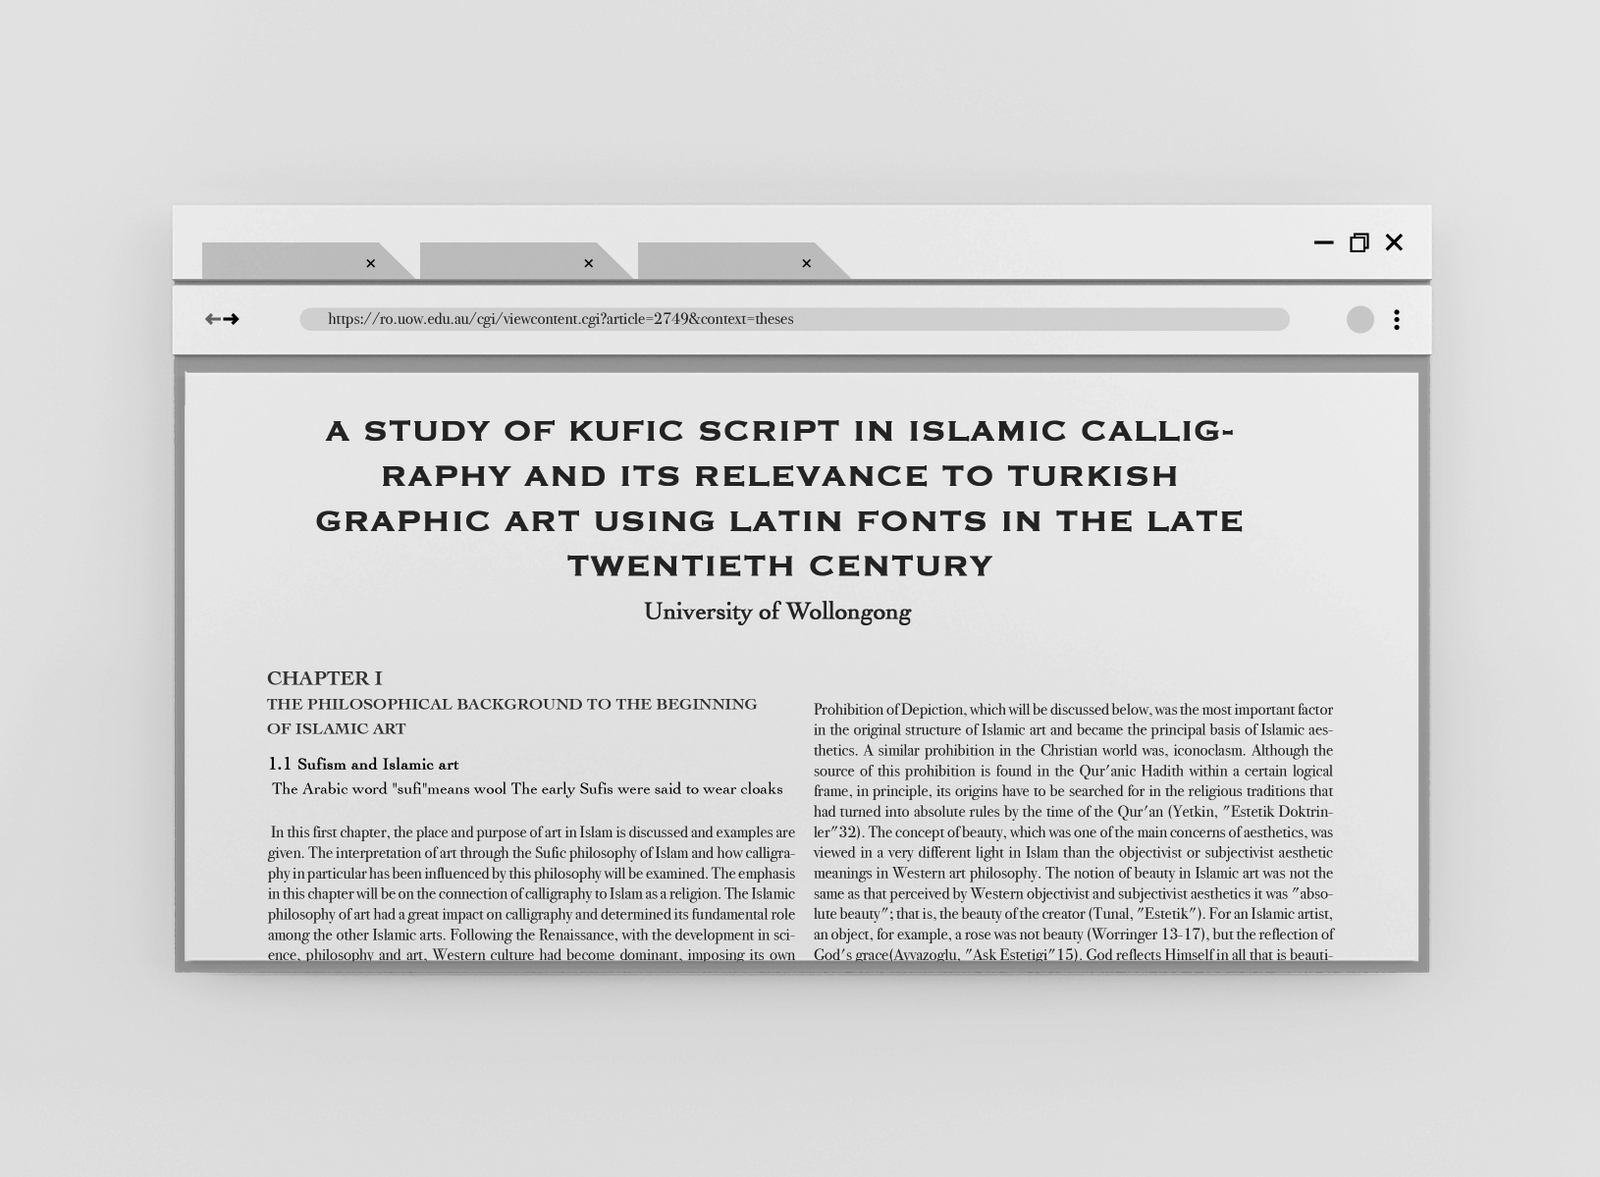 https://ro.uow.edu.au/cgi/viewcontent.cgi?article=2749&context=theses
A STUDY OF KUFIC SCRIPT IN ISLAMIC CALLIG-
RAPHY AND ITS RELEVANCE TO TURKISH
GRAPHIC ART USING LATIN FONTS IN THE LATE
TWENTIETH CENTURY
University of Wollongong
CHAPTER I
THE PHILOSOPHICAL BACKGROUND TO THE BEGINNING
OF ISLAMIC ART
1.1 Sufism and Islamic art
The Arabic word "sufi"means wool The early Sufis were said to wear cloaks
In this first chapter, the place and purpose of art in Islam is discussed and examples are
given. The interpretation of art through the Sufic philosophy of Islam and how calligra-
phy in particular has been influenced by this philosophy will be examined. The emphasis
in this chapter will be on the connection of calligraphy to Islam as a religion. The Islamic
philosophy of art had a great impact on calligraphy and determined its fundamental role
among the other Islamic arts. Following the Renaissance, with the development in sci-
ence, philosophy and art, Western culture had become dominant, imposing its own
Prohibition of Depiction, which will be discussed below, was the most important factor
in the original structure of Islamic art and became the principal basis of Islamic aes-
thetics. A similar prohibition in the Christian world was, iconoclasm. Although the
source of this prohibition is found in the Qur'anic Hadith within a certain logical
frame, in principle, its origins have to be searched for in the religious traditions that
had turned into absolute rules by the time of the Qur'an (Yetkin, "Estetik Doktrin-
ler"32). The concept of beauty, which was one of the main concerns of aesthetics, was
viewed in a very different light in Islam than the objectivist or subjectivist aesthetic
meanings in Western art philosophy. The notion of beauty in Islamic art was not the
same as that perceived by Western objectivist and subjectivist aesthetics it was "abso-
lute beauty"; that is, the beauty of the creator (Tunal, "Estetik"). For an Islamic artist,
an object, for example, a rose was not beauty (Worringer 13-17), but the reflection of
God's grace(Ayvazoglu, "Ask Estetigi"15). God reflects Himself in all that is beauti-